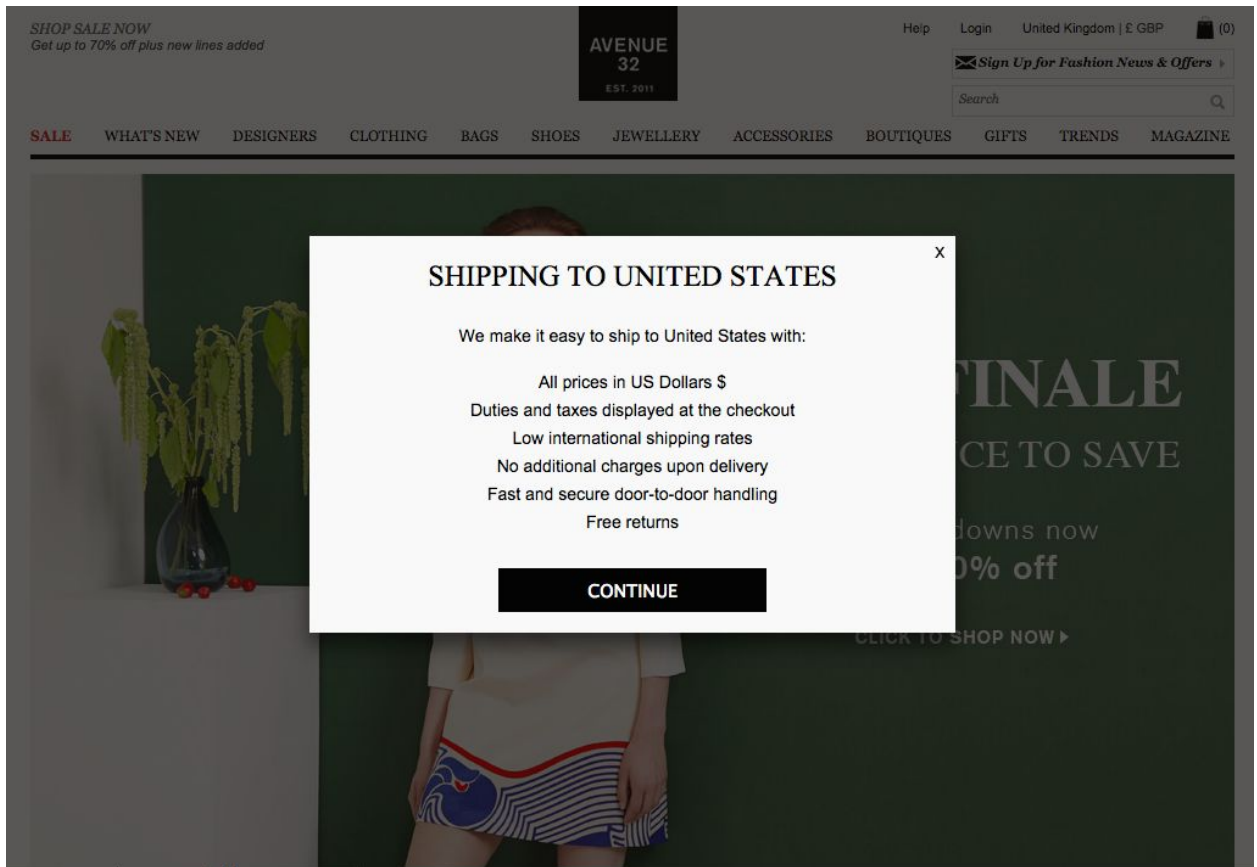 SHOP SALE NOW
Get up to 70% off plus new lines added
AVENUE
32
EST. 2011
Help Login United Kingdom | £ GBP (0)
Sign Up for Fashion News & Offers
Search
SALE WHAT'S NEW DESIGNERS CLOTHING BAGS SHOES JEWELLERY ACCESSORIES BOUTIQUES GIFTS TRENDS MAGAZINE
X
SHIPPING TO UNITED STATES
We make it easy to ship to United States with:
All prices in US Dollars $
Duties and taxes displayed at the checkout
Low international shipping rates
No additional charges upon delivery
Fast and secure door-to-door handling
Free returns
CONTINUE
FINALE
CE TO SAVE
downs now
0% off
CLICK TO SHOP NOW